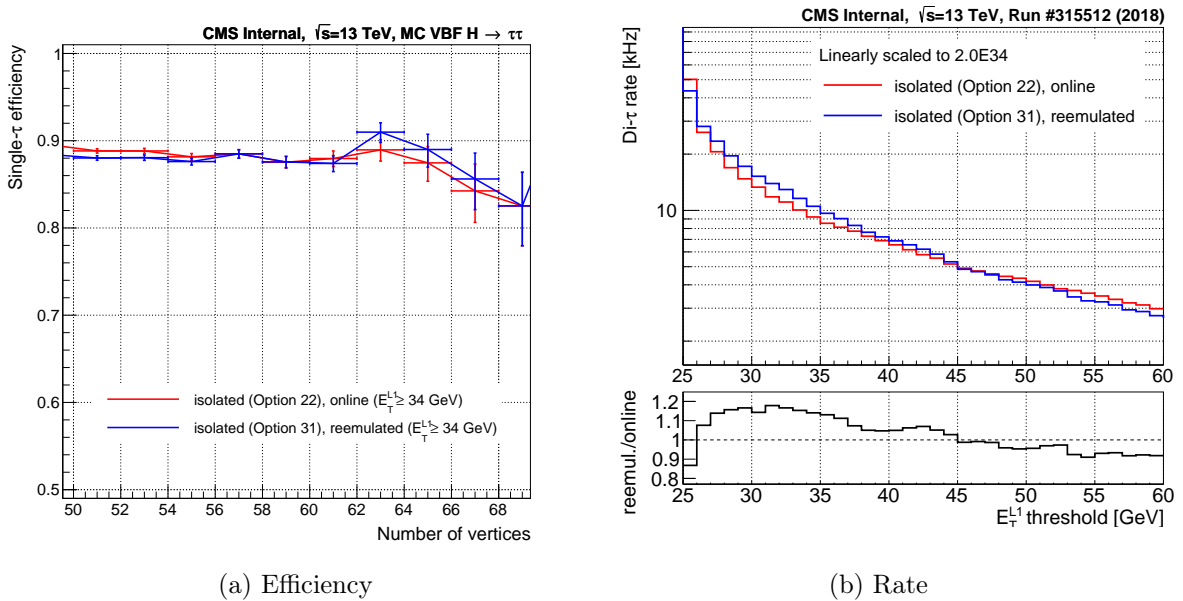 CMS Internal, √s=13 TeV, MC VBF H → ττ
Single-τ efficiency
1
0.9
0.8
0.7
0.6
0.5
isolated (Option 22), online (E_T^L1 ≥ 34 GeV)
isolated (Option 31), reemulated (E_T^L1 ≥ 34 GeV)
50 52 54 56 58 60 62 64 66 68
Number of vertices
(a) Efficiency
CMS Internal, √s=13 TeV, Run #315512 (2018)
Di-τ rate [kHz]
Linearly scaled to 2.0E34
isolated (Option 22), online
isolated (Option 31), reemulated
10
25 30 35 40 45 50 55 60
reemul./online
1.2
1.1
1
0.9
0.8
25 30 35 40 45 50 55 60
E_T^L1 threshold [GeV]
(b) Rate